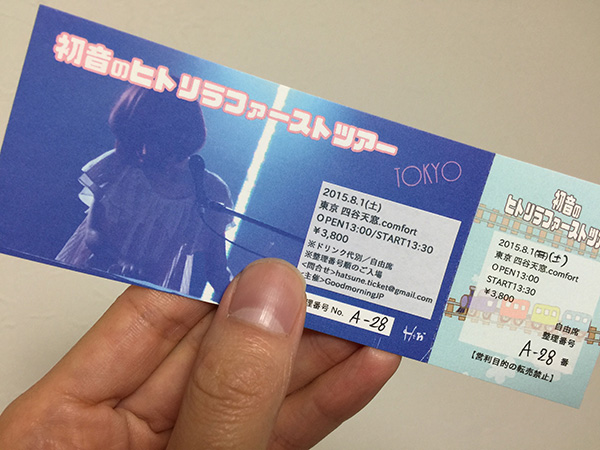 初音のヒトリラファーストツアー
TOKYO
2015.8.1(土)
東京 四谷天窓.comfort
OPEN13:00/START13:30
￥3,800
※ドリンク代別／自由席
※整理番号順のご入場
<問合せ>hatsune.ticket@gmail.com
<主催>GoodmorningJP
整理番号 No. A-28
初音の
ヒトリラファーストツア
2015.8.1 (土)
東京 四谷天窓.comfort
OPEN13:00
START13:30
￥3,800
自由席
整理番号
A-28 番
【営利目的の転売禁止】